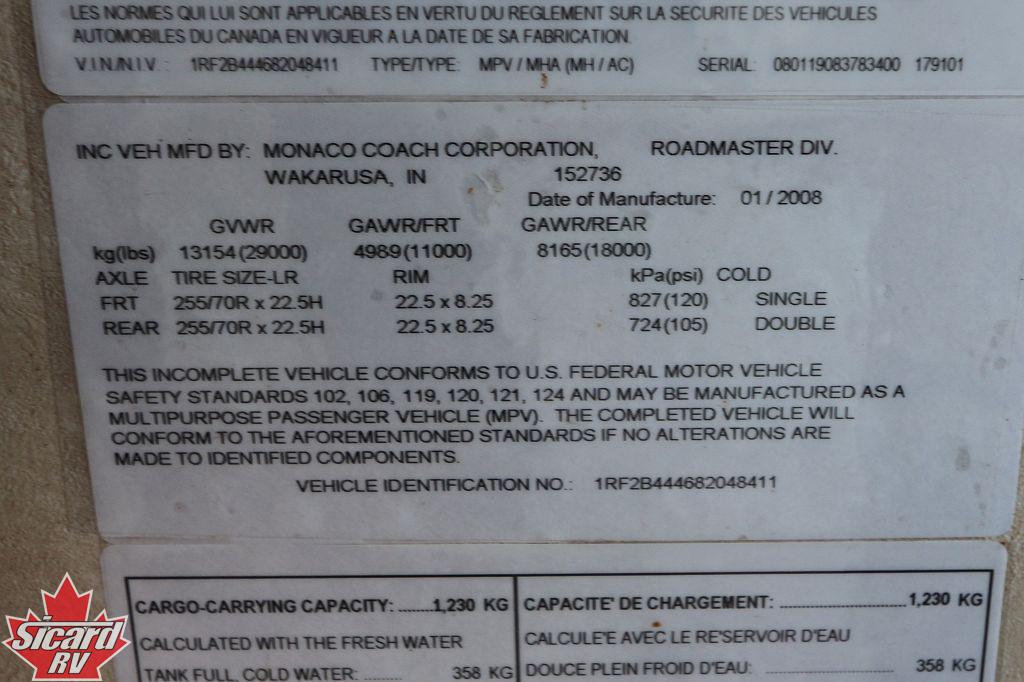 LES NORMES QUI LUI SONT APPLICABLES EN VERTU DU REGLEMENT SUR LA SECURITE DES VEHICULES
AUTOMOBILES DU CANADA EN VIGUEUR A LA DATE DE SA FABRICATION.
V.I.N./N.I.V.: 1RF2B444682048411 TYPE/TYPE: MPV / MHA (MH / AC) SERIAL: 080119083783400 179101
INC VEH MFD BY: MONACO COACH CORPORATION, ROADMASTER DIV.
WAKARUSA, IN 152736
Date of Manufacture: 01 / 2008
GVWR GAWR/FRT GAWR/REAR
kg(lbs) 13154(29000) 4989(11000) 8165(18000)
AXLE TIRE SIZE-LR RIM kPa(psi) COLD
FRT 255/70R x 22.5H 22.5 x 8.25 827(120) SINGLE
REAR 255/70R x 22.5H 22.5 x 8.25 724(105) DOUBLE
THIS INCOMPLETE VEHICLE CONFORMS TO U.S. FEDERAL MOTOR VEHICLE
SAFETY STANDARDS 102, 106, 119, 120, 121, 124 AND MAY BE MANUFACTURED AS A
MULTIPURPOSE PASSENGER VEHICLE (MPV). THE COMPLETED VEHICLE WILL
CONFORM TO THE AFOREMENTIONED STANDARDS IF NO ALTERATIONS ARE
MADE TO IDENTIFIED COMPONENTS.
VEHICLE IDENTIFICATION NO.: 1RF2B444682048411
CARGO-CARRYING CAPACITY: ........1,230 KG
CALCULATED WITH THE FRESH WATER
TANK FULL, COLD WATER: ......... 358 KG
CAPACITE' DE CHARGEMENT: ..............................1,230 KG
CALCULE'E AVEC LE RE'SERVOIR D'EAU
DOUCE PLEIN FROID D'EAU: ................................ 358 KG
Sicard
RV